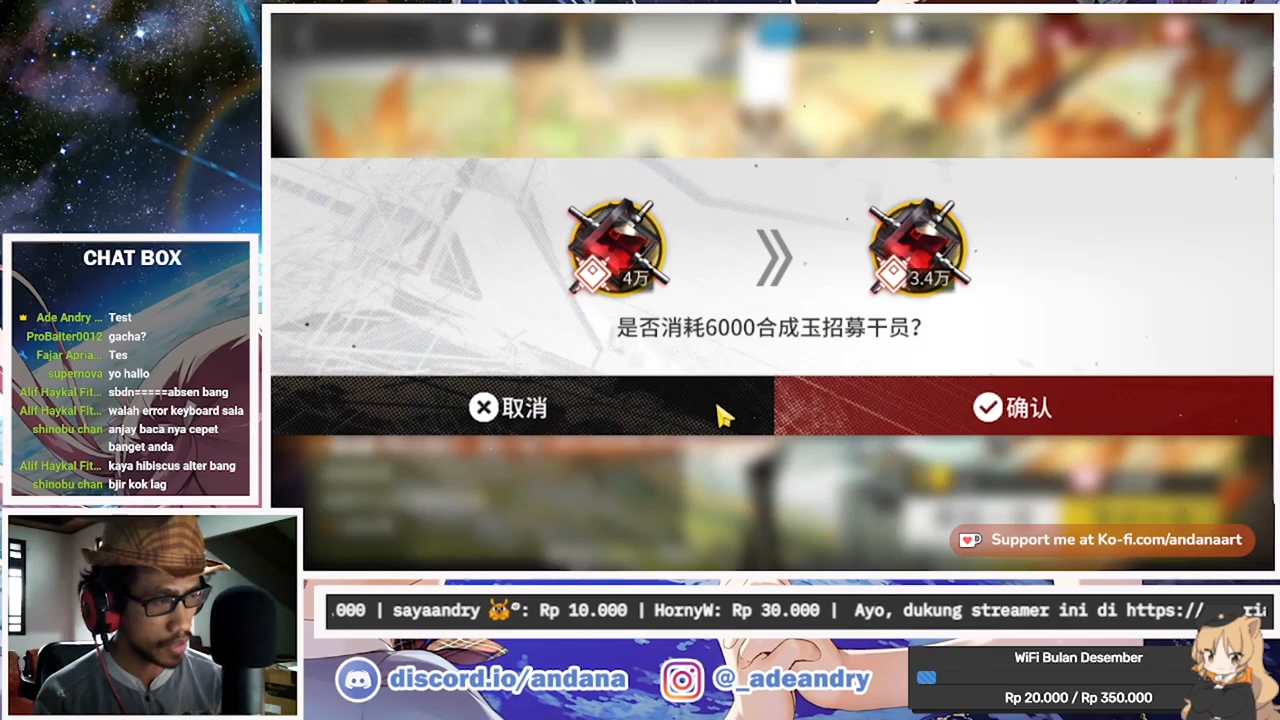 4万
3.4万
是否消耗6000合成玉招募干员?
取消
确认
CHAT BOX
Ade Andry ... Test
ProBaiter0012 gacha?
Fajar Apria... Tes
supernova yo hallo
Alif Haykal Fit... sbdn=====absen bang
Alif Haykal Fit... walah error keyboard sala
shinobu chan anjay baca nya cepet
banget anda
Alif Haykal Fit... kaya hibiscus alter bang
shinobu chan bjir kok lag
Support me at Ko-fi.com/andanaart
.000 | sayaandry : Rp 10.000 | HornyW: Rp 30.000 | Ayo, dukung streamer ini di https://
discord.io/andana
@_adeandry
WiFi Bulan Desember
Rp 20.000 / Rp 350.000